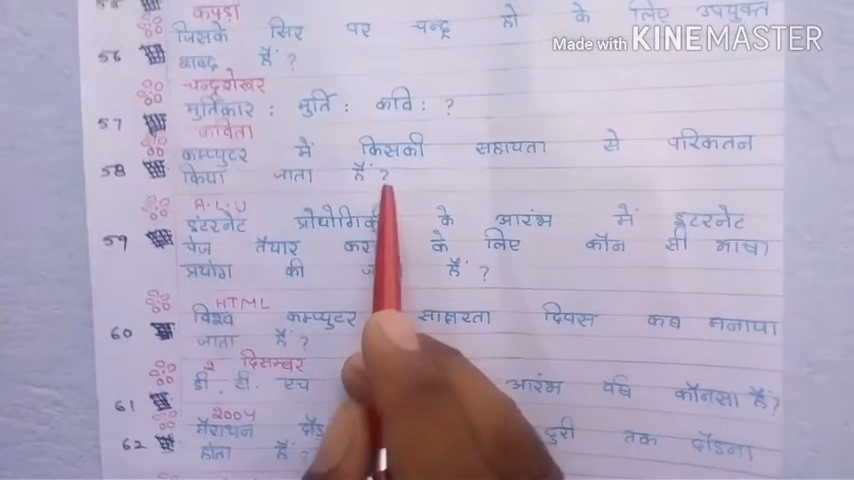 कपड़ा
जिसके सिर पर चन्द्र हो के लिए उपयुक्त
Made with KINEMASTER
56 शब्द हैं ?
चन्द्रशेखर
मुर्तिकार : मुर्ति : कवि : ?
57
कविता
कम्प्युटर में किसकी सहायता से परिकतन
58 किया जाता हैं ?
A.L.U
इंटरनेट के आरंभ में इंटरनेट
59 पेज तैयार के लिए कौन सी भाषा
प्रयोग की हैं ?
HTML
विश्व कम्प्युटर साक्षरता दिवस कब मनाया
60 जाता हैं ?
2 दिसम्बर
डी . टी. एच आरंभ वर्ष कौनसा हैं ?
61
2004
मैराथन दुरी तक दौडना
62 होता हैं ?